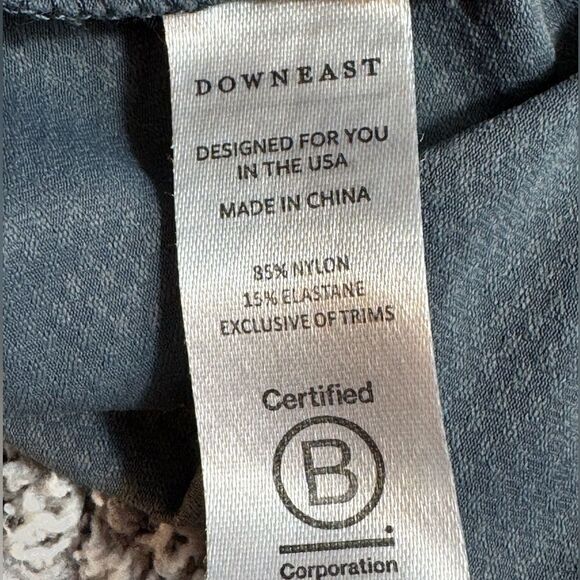 DOWNEAST
DESIGNED FOR YOU
IN THE USA
MADE IN CHINA
85% NYLON
15% ELASTANE
EXCLUSIVE OF TRIMS
Certified
B
Corporation